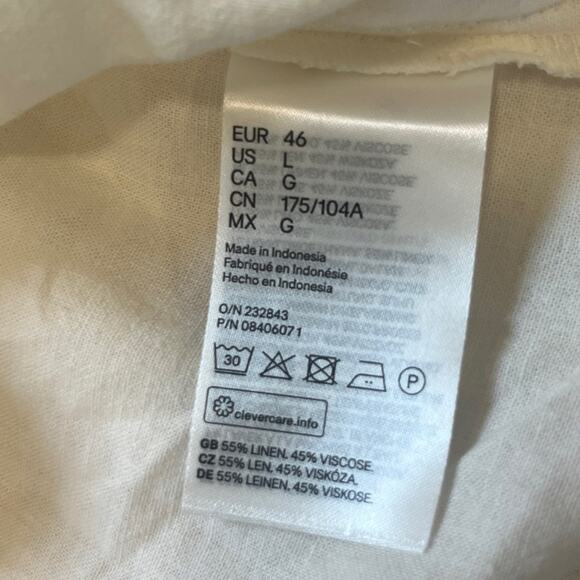 EUR 46
US L
CA G
CN 175/104A
MX G
Made in Indonesia
Fabriqué en Indonésie
Hecho en Indonesia
O/N 232843
P/N 08406071
30
P
clevercare.info
GB 55% LINEN. 45% VISCOSE.
CZ 55% LEN. 45% VISKÓZA.
DE 55% LEINEN. 45% VISKOSE.